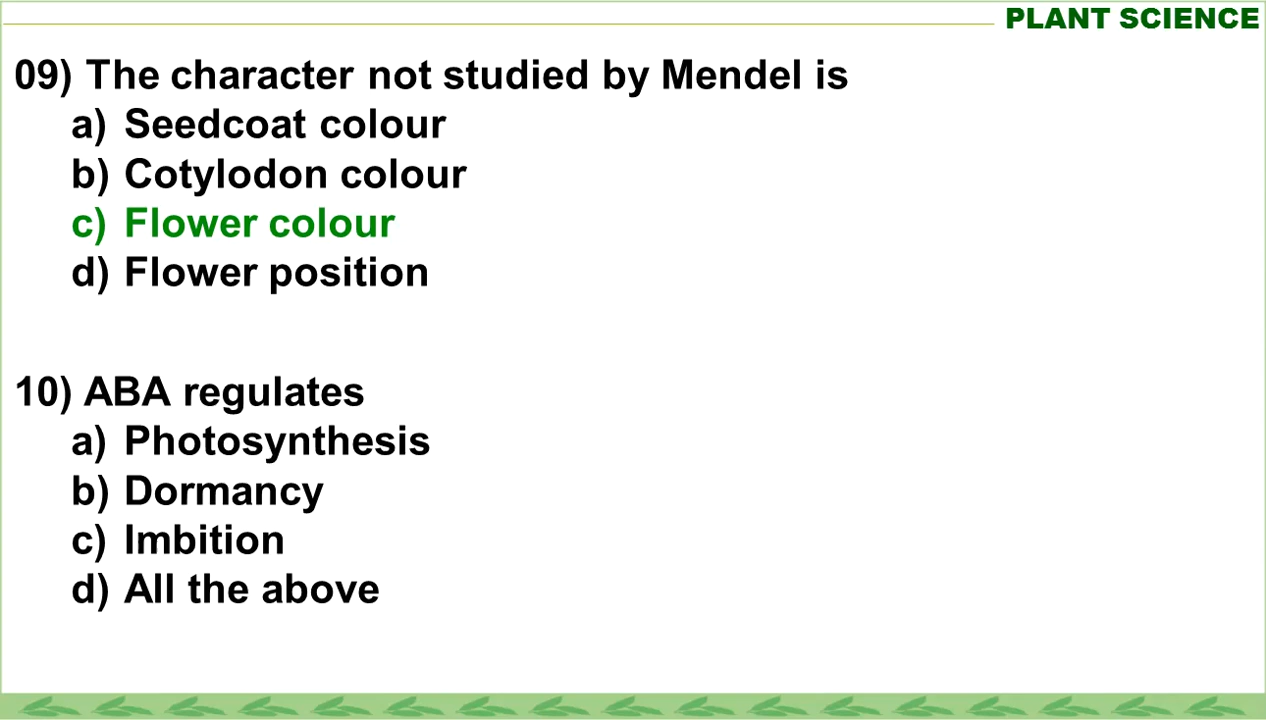 PLANT SCIENCE
09) The character not studied by Mendel is
a) Seedcoat colour
b) Cotylodon colour
c) Flower colour
d) Flower position
10) ABA regulates
a) Photosynthesis
b) Dormancy
c) Imbition
d) All the above